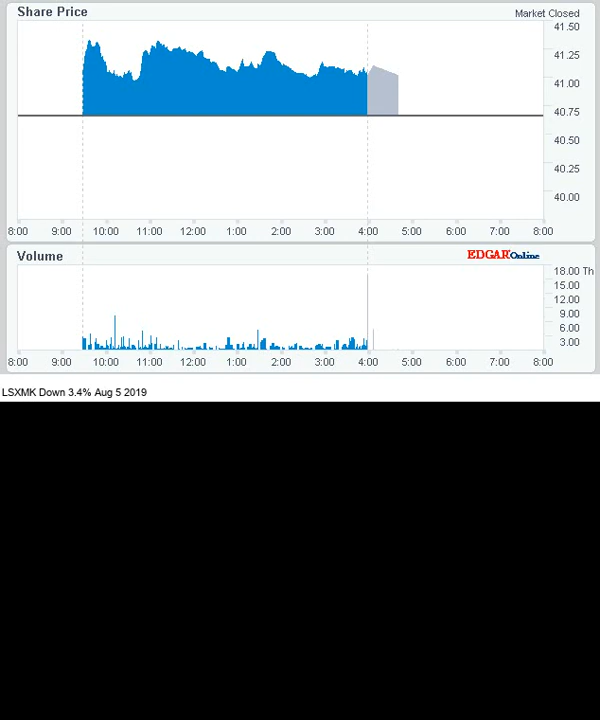 Share Price
Market Closed
41.50
41.25
41.00
40.75
40.50
40.25
40.00
8:00 9:00 10:00 11:00 12:00 1:00 2:00 3:00 4:00 5:00 6:00 7:00 8:00
Volume
EDGAR Online
18.00 Th
15.00
12.00
9.00
6.00
3.00
8:00 9:00 10:00 11:00 12:00 1:00 2:00 3:00 4:00 5:00 6:00 7:00 8:00
LSXMK Down 3.4% Aug 5 2019